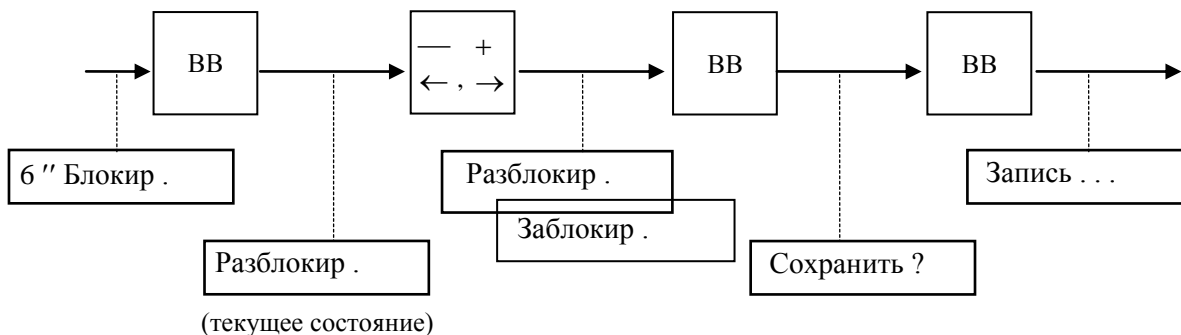 ВВ
— +
← , →
ВВ
ВВ
6 ′′ Блокир .
Разблокир .
Заблокир .
Запись . . .
Разблокир .
Сохранить ?
(текущее состояние)